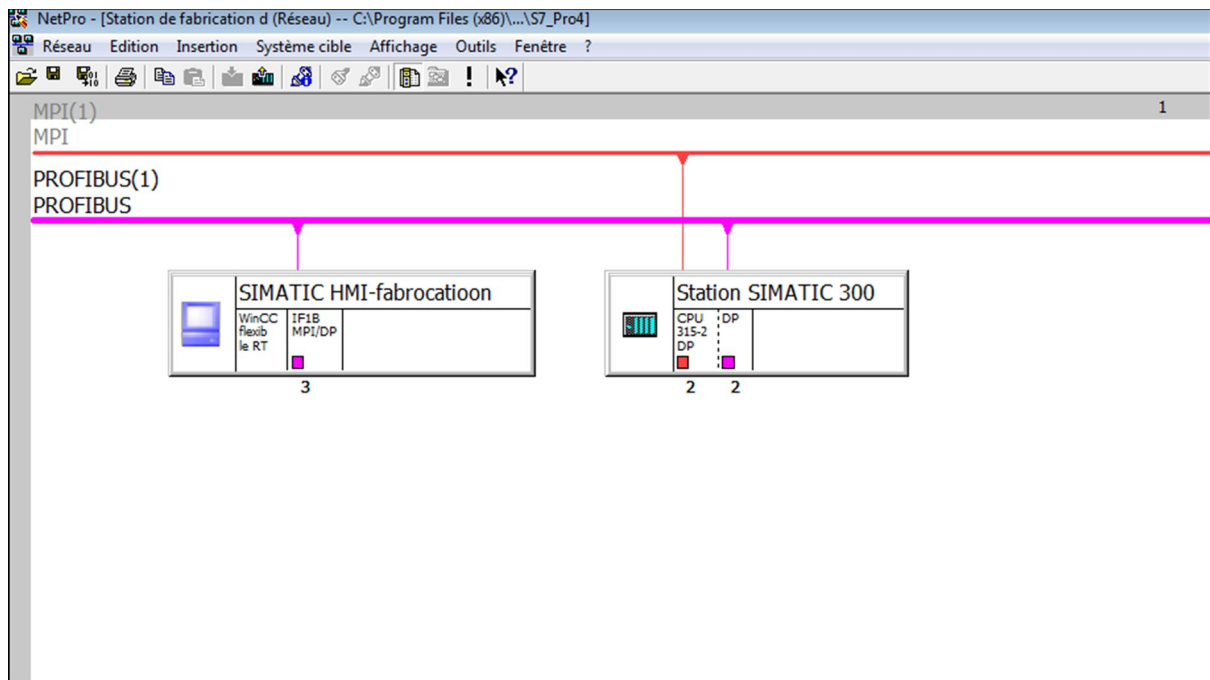 NetPro - [Station de fabrication d (Réseau) -- C:\Program Files (x86)\...\S7_Pro4]
Réseau Edition Insertion Système cible Affichage Outils Fenêtre ?
1
MPI(1)
MPI
PROFIBUS(1)
PROFIBUS
SIMATIC HMI-fabrocatioon
WinCC
flexib
le RT
IF1B
MPI/DP
3
Station SIMATIC 300
CPU
315-2
DP
DP
2
2